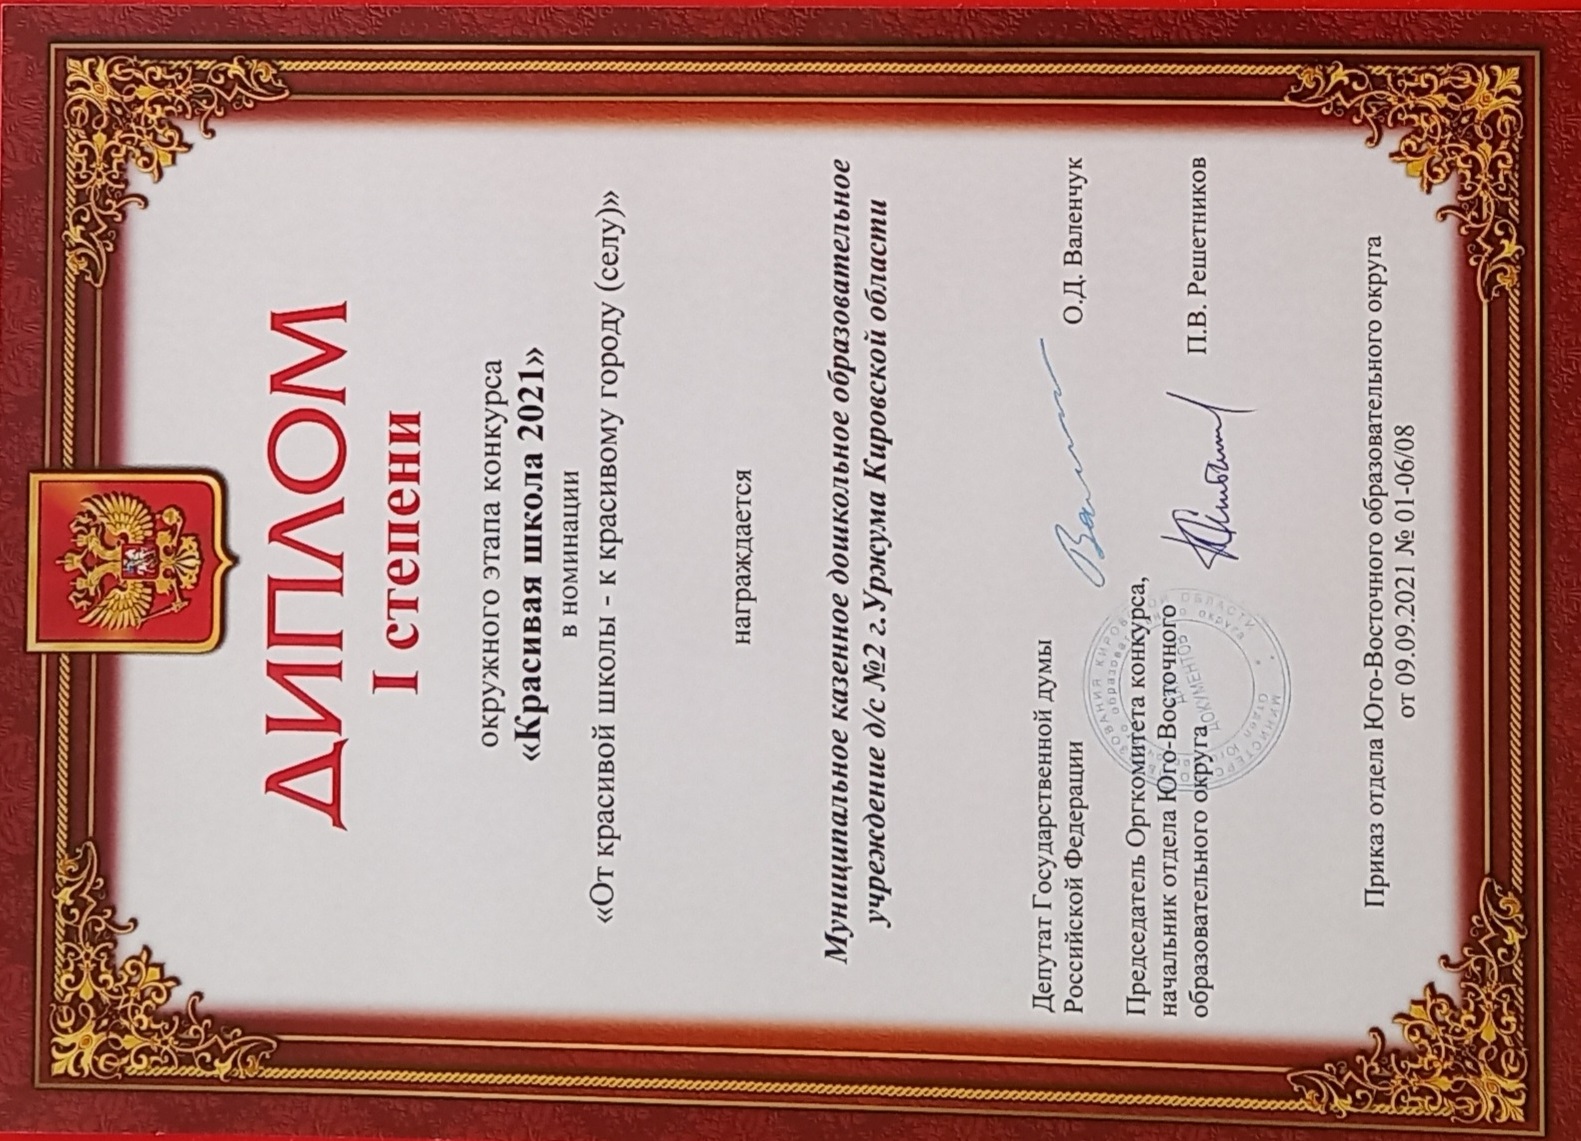 ДИПЛОМ
I степени
окружного этапа конкурса
«Красивая школа 2021»
в номинации
«От красивой школы - к красивому городу (селу)»
награждается
Муниципальное казенное дошкольное образовательное
учреждение д/с №2 г.Уржума Кировской области
Депутат Государственной думы
Российской Федерации
О.Д. Валенчук
Председатель Оргкомитета конкурса,
начальник отдела Юго-Восточного
образовательного округа
П.В. Решетников
ДОКУМЕНТОВ
Приказ отдела Юго-Восточного образовательного округа
от 09.09.2021 № 01-06/08